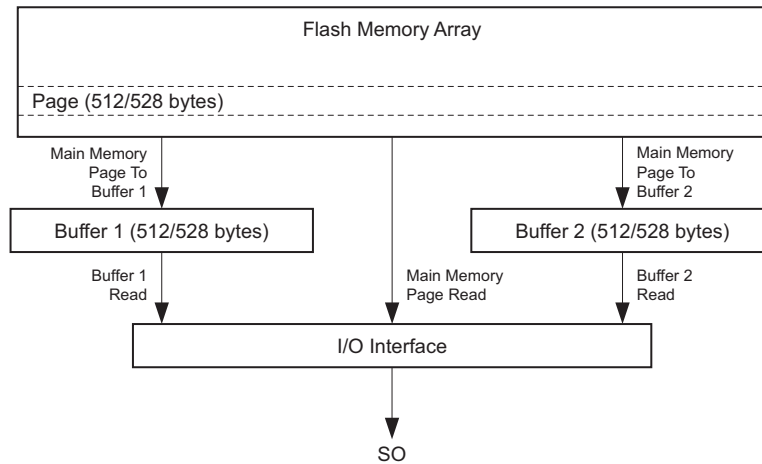 Flash Memory Array
Page (512/528 bytes)
Main Memory
Page To
Buffer 1
Main Memory
Page To
Buffer 2
Buffer 1 (512/528 bytes)
Buffer 2 (512/528 bytes)
Buffer 1
Read
Main Memory
Page Read
Buffer 2
Read
I/O Interface
SO